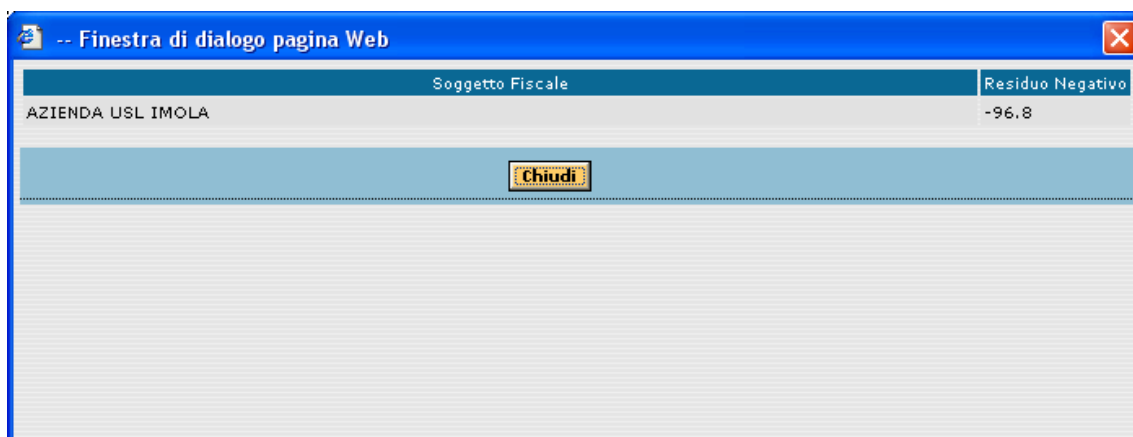 -- Finestra di dialogo pagina Web
Soggetto Fiscale Residuo Negativo
AZIENDA USL IMOLA -96.8
Chiudi